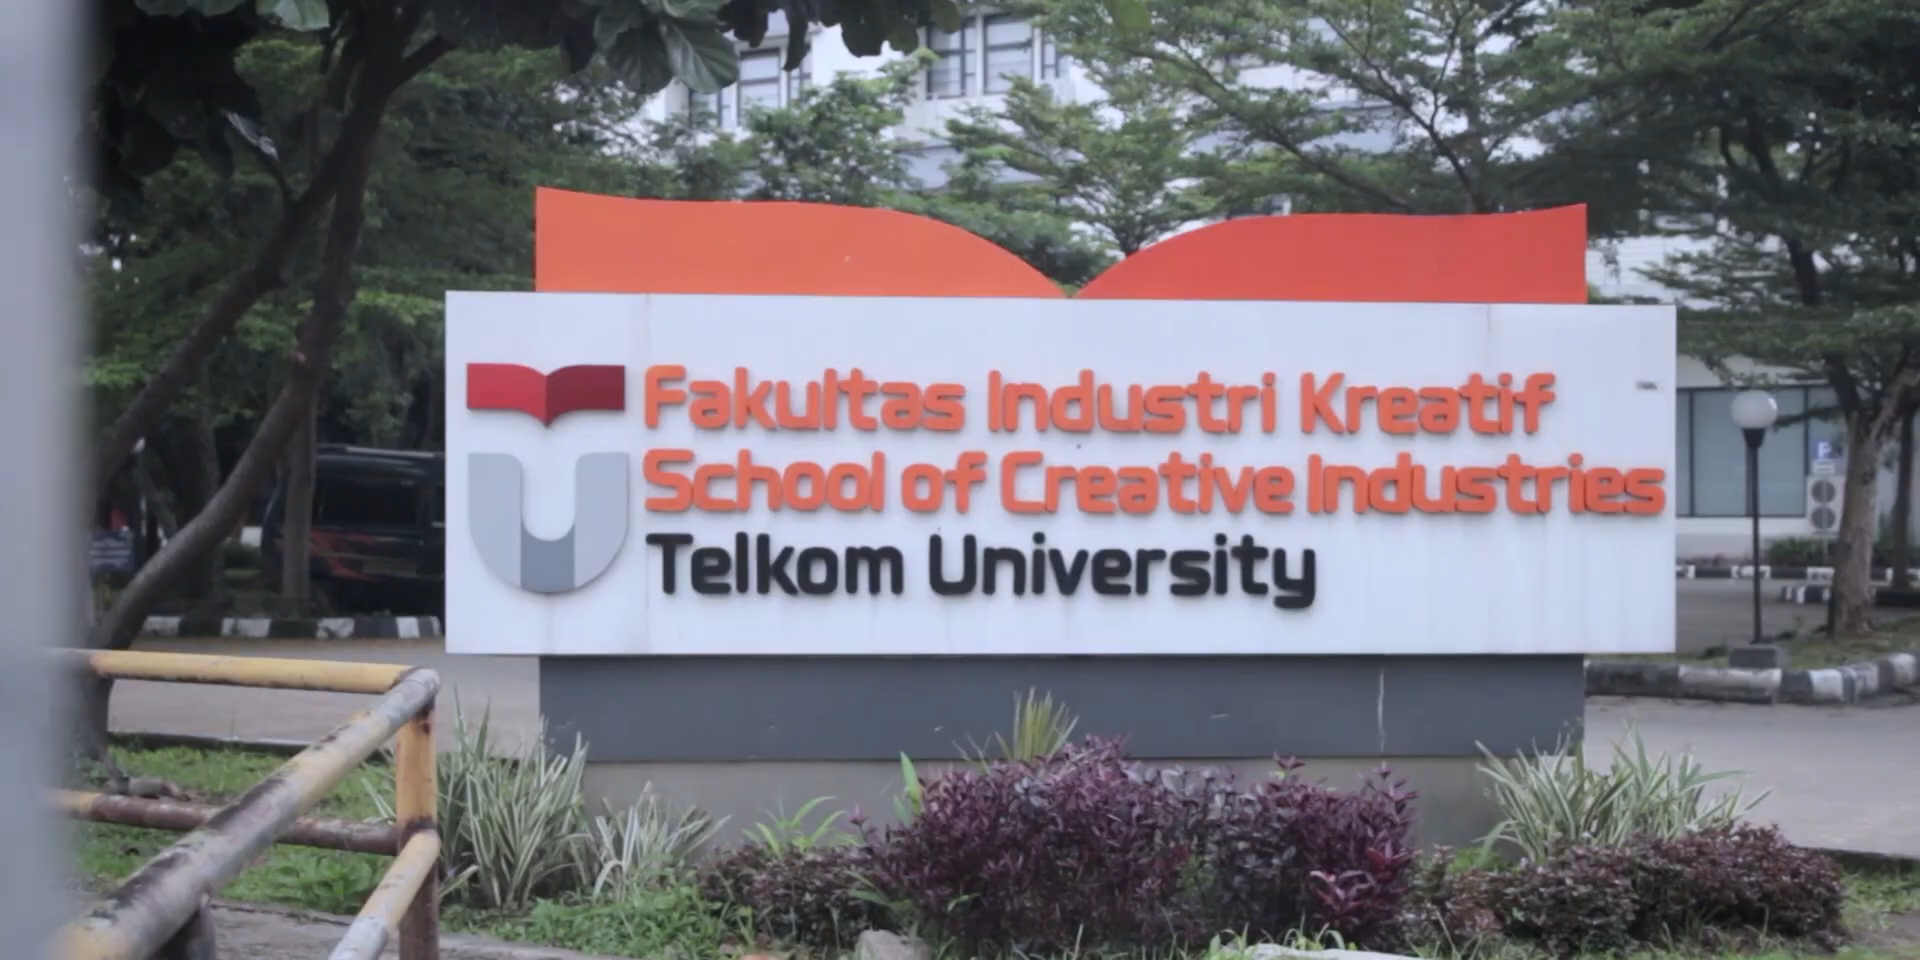 Fakultas Industri Kreatif
School of Creative Industries
Telkom University